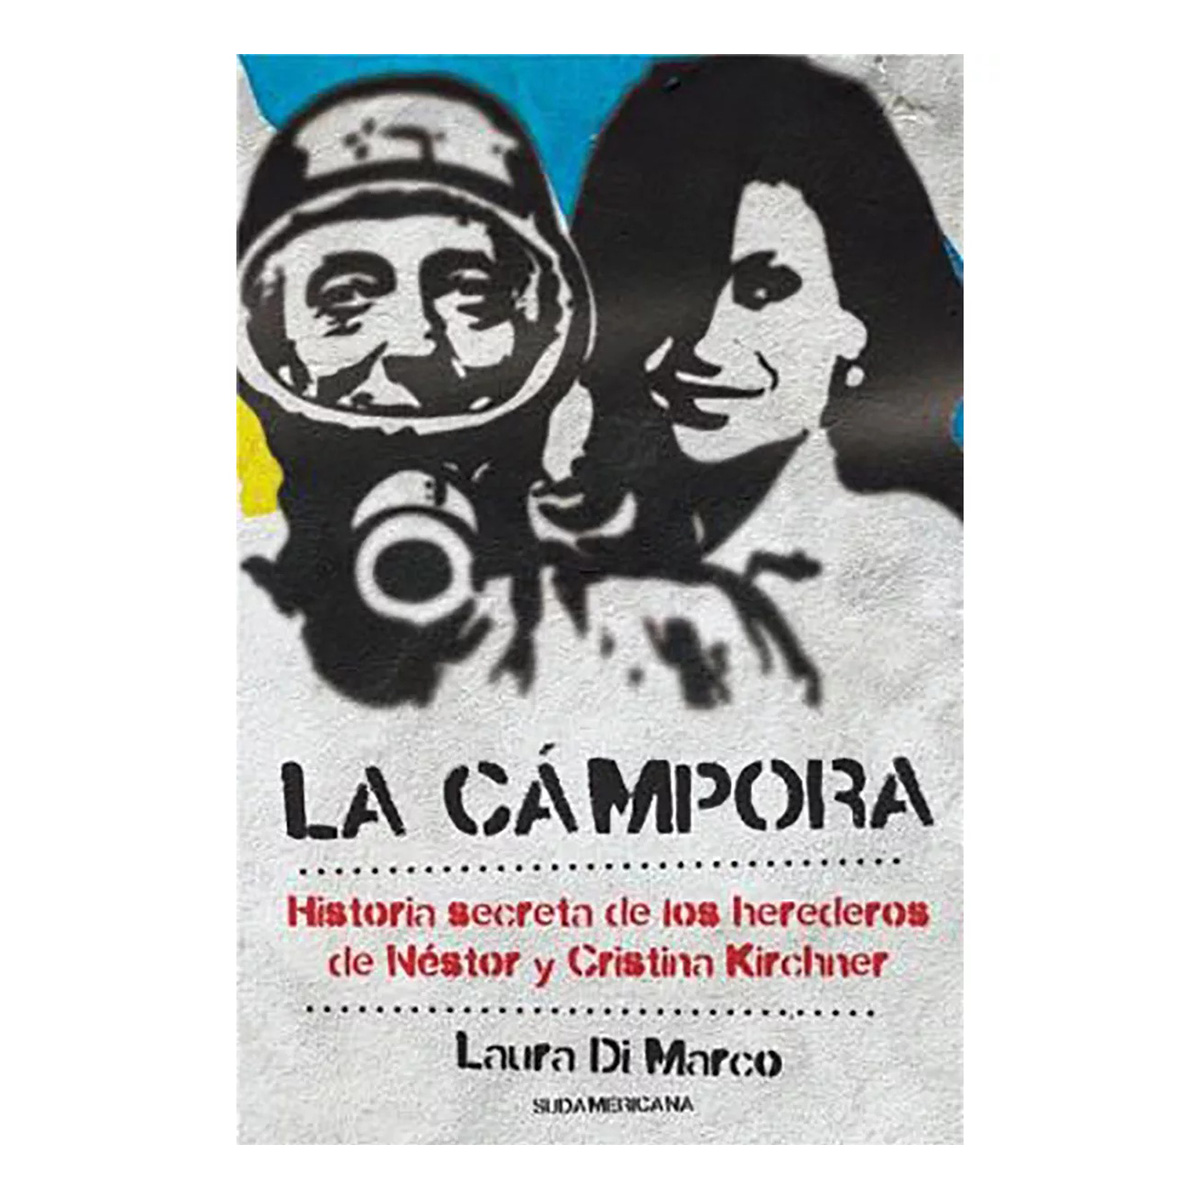 LA CÁMPORA
Historia secreta de los herederos
de Néstor y Cristina Kirchner
Laura Di Marco
SUDAMERICANA